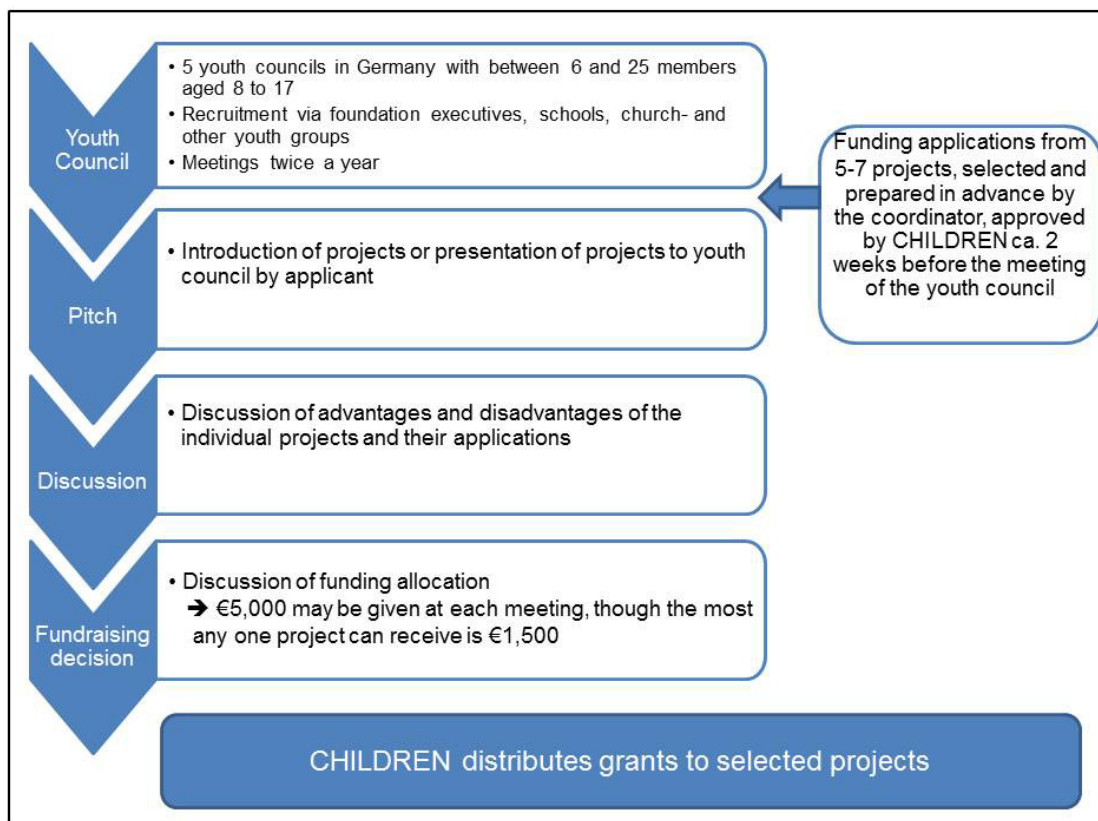 Youth
Council
• 5 youth councils in Germany with between 6 and 25 members
aged 8 to 17
• Recruitment via foundation executives, schools, church- and
other youth groups
• Meetings twice a year
Funding applications from
5-7 projects, selected and
prepared in advance by
the coordinator, approved
by CHILDREN ca. 2
weeks before the meeting
of the youth council
Pitch
• Introduction of projects or presentation of projects to youth
council by applicant
Discussion
• Discussion of advantages and disadvantages of the
individual projects and their applications
Fundraising
decision
• Discussion of funding allocation
➔ €5,000 may be given at each meeting, though the most
any one project can receive is €1,500
CHILDREN distributes grants to selected projects